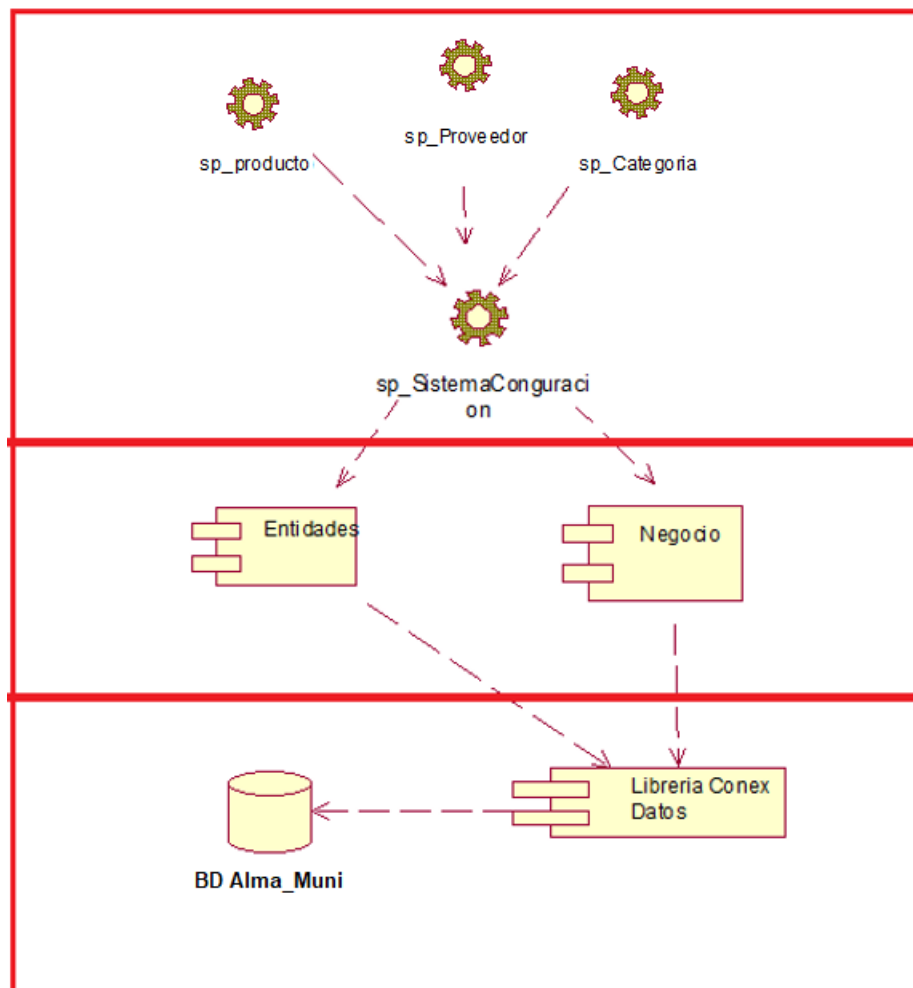 sp_Proveedor
sp_producto
sp_Categoria
sp_SistemaConguraci
on
Entidades
Negocio
Libreria Conex
Datos
BD Alma_Muni